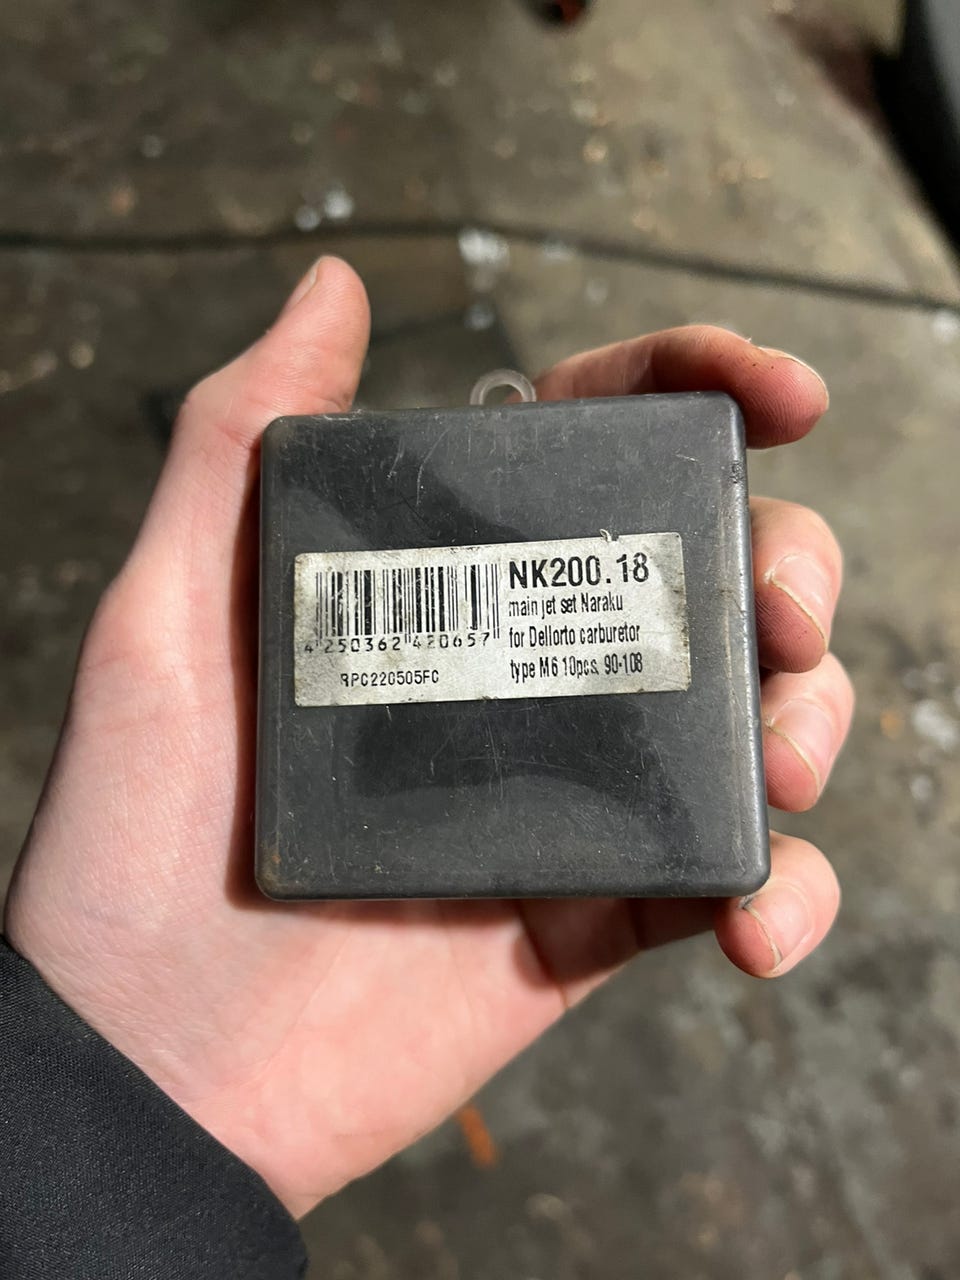 NK200.18
main jet set Naraku
for Dellorto carburetor
type M6 10pcs. 90-108
4 250362 420657
RPC220505FC